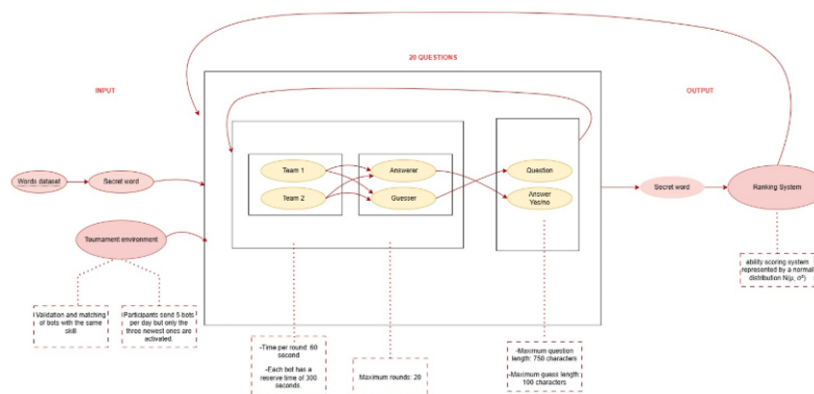 20 QUESTIONS
INPUT
OUTPUT
Words dataset
Secret word
Tournament environment
Team 1
Team 2
Answerer
Guesser
Question
Answer
Yes/no
Secret word
Ranking System
Validation and matching
of bots with the same
skill
Participants send 5 bots
per day but only the
three newest ones are
activated.
-Time per round: 60
second
-Each bot has a
reserve time of 300
seconds
Maximum rounds: 20
-Maximum question
length: 750 characters
-Maximum guess length:
100 characters
ability scoring system
represented by a normal
distribution N(μ, σ²)